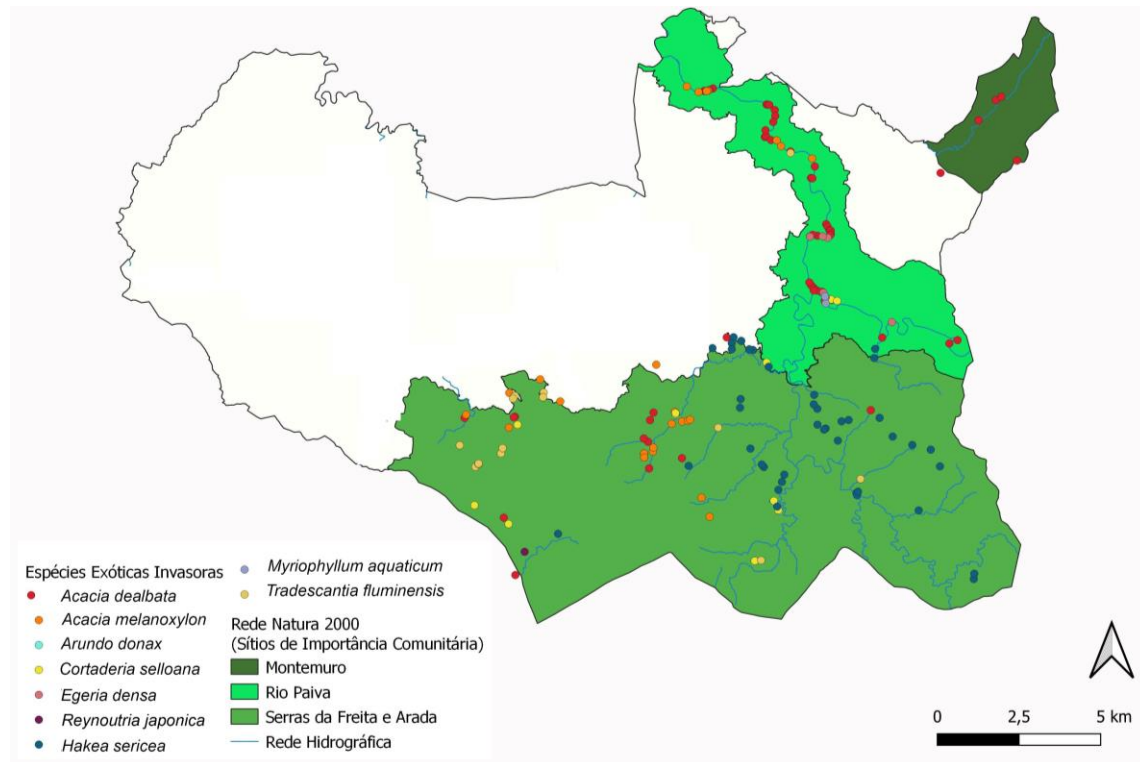 Espécies Exóticas Invasoras
Acacia dealbata
Acacia melanoxylon
Arundo donax
Cortaderia selloana
Egeria densa
Reynoutria japonica
Hakea sericea
Myriophyllum aquaticum
Tradescantia fluminensis
Rede Natura 2000
(Sítios de Importância Comunitária)
Montemuro
Rio Paiva
Serras da Freita e Arada
Rede Hidrográfica
0 2,5 5 km